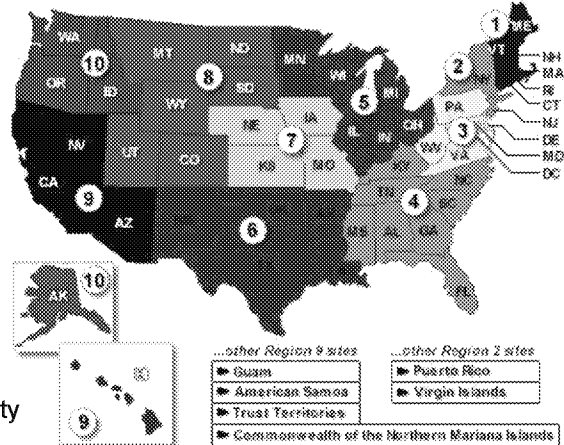 1
ME
WA
VT
NH
MT
ND
MN
MA
10
2
OR
ID
8
WI
NY
RI
SD
MI
CT
5
WY
PA
NJ
IA
NE
OH
DE
NV
7
IL
IN
3
MD
UT
WV
CO
VA
DC
KS
MO
KY
CA
9
NC
TN
AZ
4
SC
6
MS
AL
GA
TX
FL
AK
10
HI
9
ty
...other Region 9 sites
Guam
American Samoa
Trust Territories
Commonwealth of the Northern Mariana Islands
...other Region 2 sites
Puerto Rico
Virgin Islands